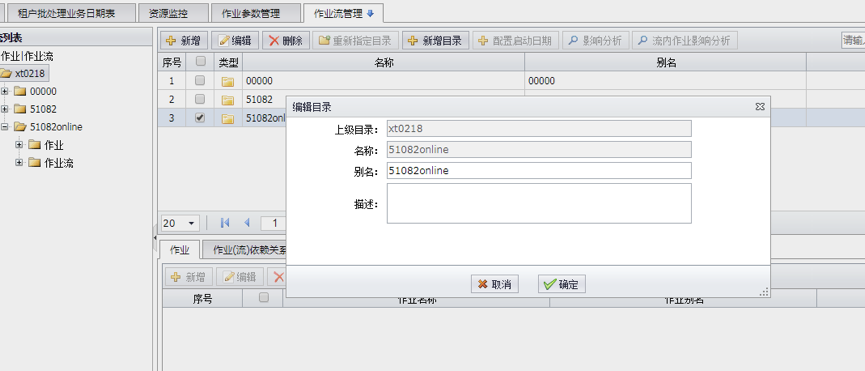 租户批处理业务日期表 资源监控 作业参数管理 作业流管理
流列表
作业|作业流
xt0218
00000
51082
51082online
作业
作业流
新增 编辑 删除 重新指定目录 新增目录 配置启动日期 影响分析 流内作业影响分析 请输
序号 类型 名称 别名
1 00000 00000
2 51082
3 51082onl
编辑目录
上级目录: xt0218
名称: 51082online
别名: 51082online
描述:
取消 确定
20 1
作业 作业(流)依赖关系
新增 编辑
序号 作业名称 作业别名